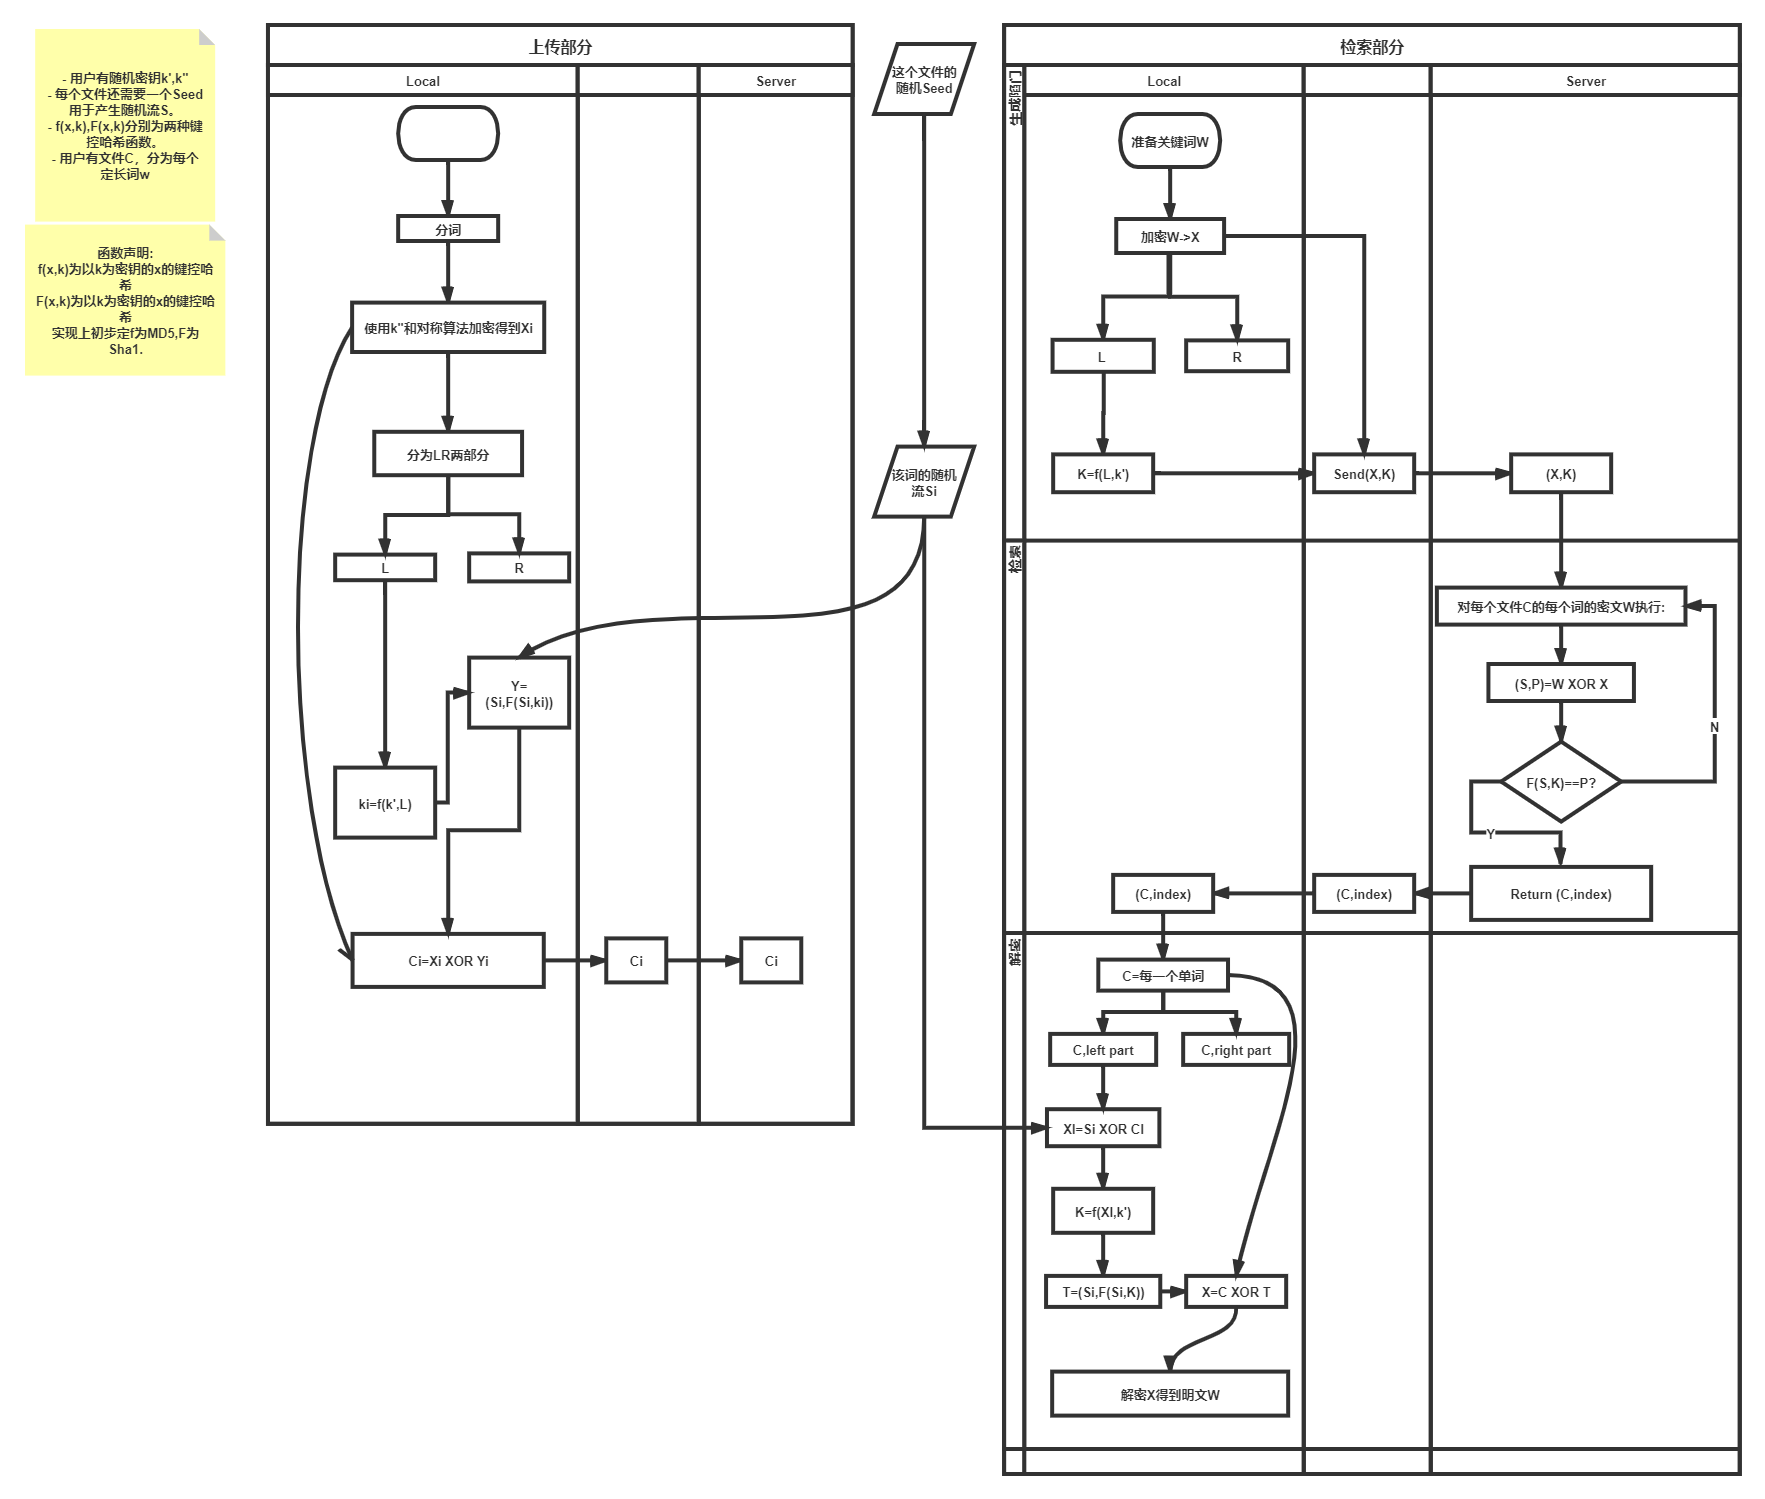 - 用户有随机密钥k',k"
- 每个文件还需要一个Seed
用于产生随机流S。
- f(x,k),F(x,k)分别为两种键
控哈希函数。
- 用户有文件C，分为每个
定长词w
函数声明:
f(x,k)为以k为密钥的x的键控哈
希
F(x,k)为以k为密钥的x的键控哈
希
实现上初步定f为MD5,F为
Sha1.
上传部分
Local
Server
分词
使用k"和对称算法加密得到Xi
分为LR两部分
L
R
Y=
(Si,F(Si,ki))
ki=f(k',L)
Ci=Xi XOR Yi
Ci
Ci
这个文件的
随机Seed
该词的随机
流Si
检索部分
Local
Server
生成陷门
准备关键词W
加密W->X
L
R
K=f(L,k')
Send(X,K)
(X,K)
检索
对每个文件C的每个词的密文W执行:
(S,P)=W XOR X
N
F(S,K)==P?
Y
(C,index)
(C,index)
Return (C,index)
解密
C=每一个单词
C,left part
C,right part
Xl=Si XOR Cl
K=f(Xl,k')
T=(Si,F(Si,K))
X=C XOR T
解密X得到明文W